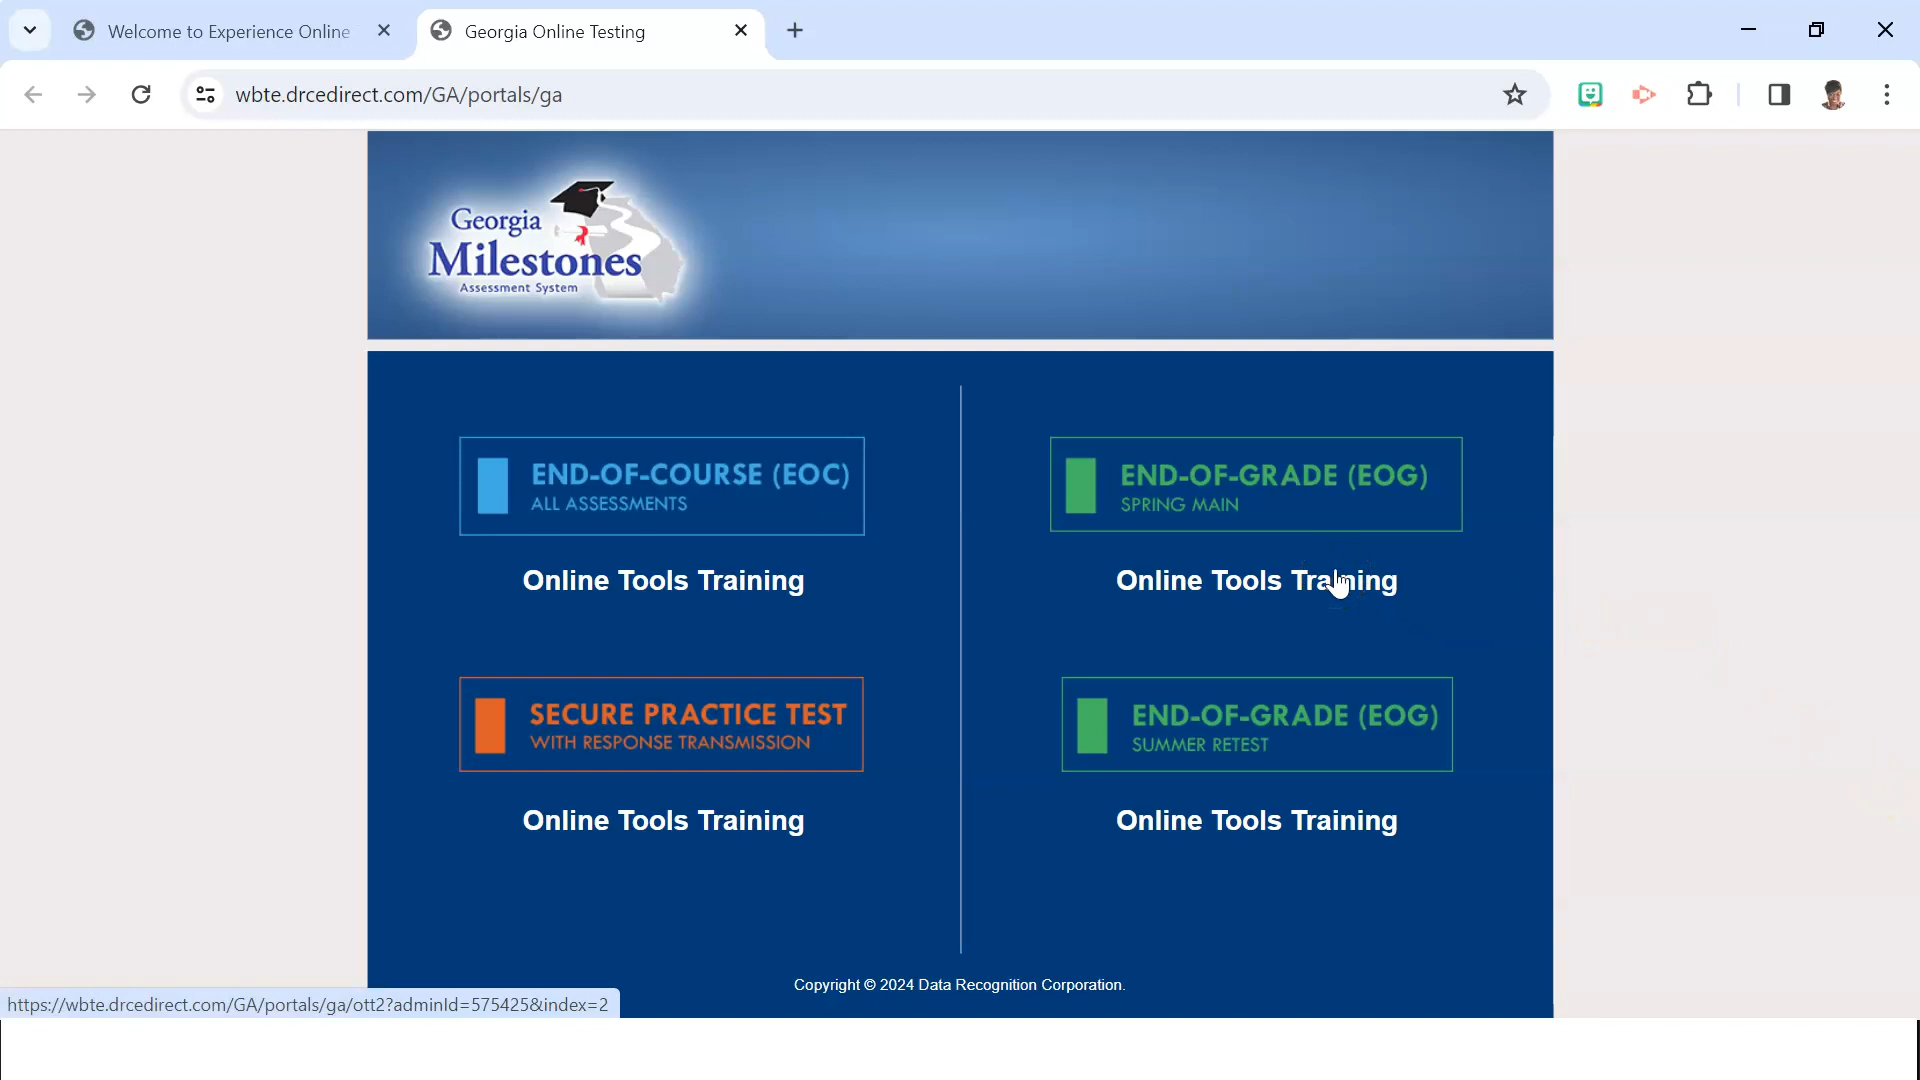 Welcome to Experience Online
Georgia Online Testing
wbte.drcedirect.com/GA/portals/ga
Georgia
Milestones
Assessment System
END-OF-COURSE (EOC)
ALL ASSESSMENTS
Online Tools Training
END-OF-GRADE (EOG)
SPRING MAIN
Online Tools Training
SECURE PRACTICE TEST
WITH RESPONSE TRANSMISSION
Online Tools Training
END-OF-GRADE (EOG)
SUMMER RETEST
Online Tools Training
Copyright © 2024 Data Recognition Corporation.
https://wbte.drcedirect.com/GA/portals/ga/ott2?adminId=575425&index=2